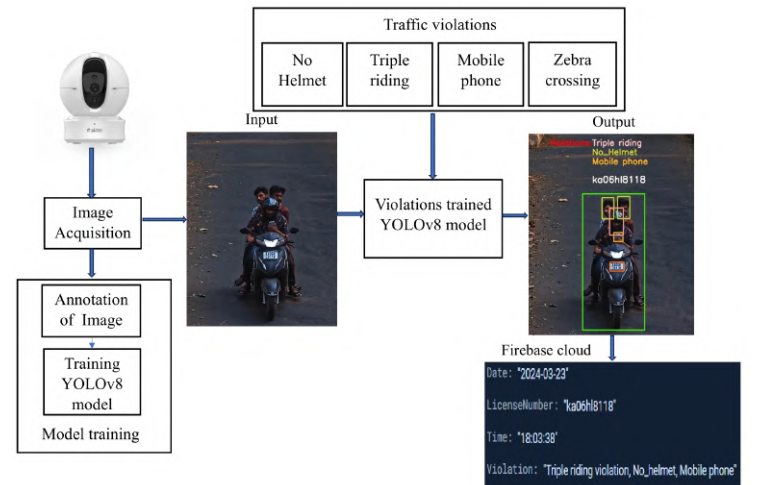 Traffic violations
No
Helmet
Triple
riding
Mobile
phone
Zebra
crossing
Input
Output
Triple riding
No_Helmet
Mobile phone
ka06hl8118
Image
Acquisition
Violations trained
YOLOv8 model
Annotation
of Image
Training
YOLOv8
model
Model training
Firebase cloud
Date: "2024-03-23"
LicenseNumber: "ka06hl8118"
Time: "18:03:38"
Violation: "Triple riding violation, No_helmet, Mobile phone"